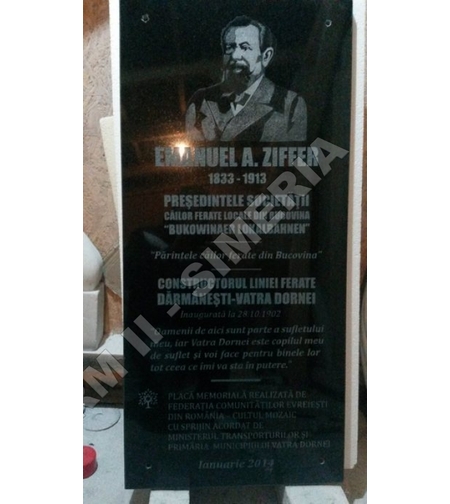 EMANUEL A. ZIFFER
1833 - 1913
PREȘEDINTELE SOCIETĂȚII
CĂILOR FERATE LOCALE DIN BUCOVINA
"BUKOWINAER LOKALBAHNEN"
"Părintele căilor ferate din Bucovina"
CONSTRUCTORUL LINIEI FERATE
DĂRMĂNEȘTI-VATRA DORNEI
Inaugurată la 28.10.1902
"Oamenii de aici sunt parte a sufletului
meu, iar Vatra Dornei este copilul meu
de suflet și voi face pentru binele lor
tot ceea ce îmi va sta în putere."
PLACĂ MEMORIALĂ REALIZATĂ DE
FEDERAȚIA COMUNITĂȚILOR EVREIEȘTI
DIN ROMÂNIA - CULTUL MOZAIC
CU SPRIJIN ACORDAT DE
MINISTERUL TRANSPORTURILOR ȘI
PRIMĂRIA MUNICIPIULUI VATRA DORNEI
Ianuarie 2014
AM II - SIMERIA